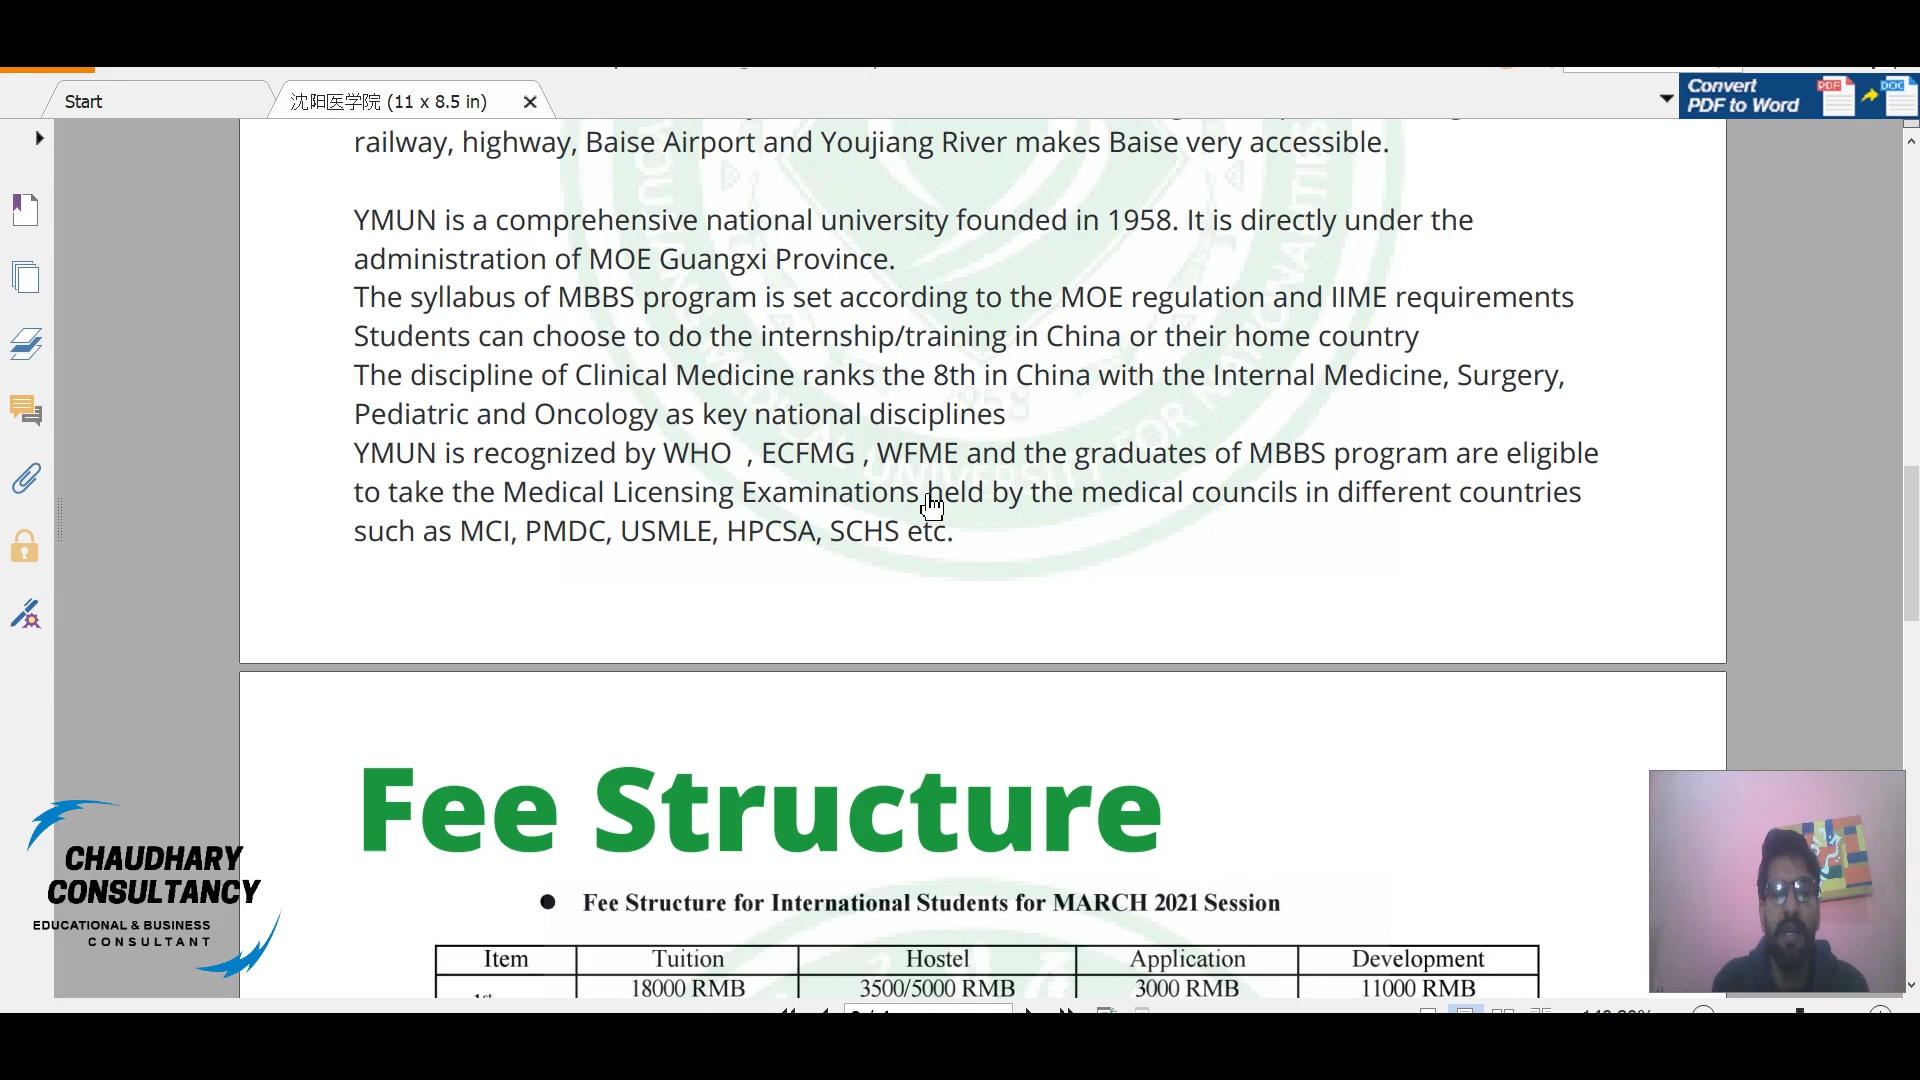 Start
沈阳医学院 (11 x 8.5 in)
Convert
PDF to Word
PDF
DOC
railway, highway, Baise Airport and Youjiang River makes Baise very accessible.
YMUN is a comprehensive national university founded in 1958. It is directly under the
administration of MOE Guangxi Province.
The syllabus of MBBS program is set according to the MOE regulation and IIME requirements
Students can choose to do the internship/training in China or their home country
The discipline of Clinical Medicine ranks the 8th in China with the Internal Medicine, Surgery,
Pediatric and Oncology as key national disciplines
YMUN is recognized by WHO , ECFMG , WFME and the graduates of MBBS program are eligible
to take the Medical Licensing Examinations held by the medical councils in different countries
such as MCI, PMDC, USMLE, HPCSA, SCHS etc.
UNIVERSITY FOR NATIONALITIES
1958
Fee Structure
● Fee Structure for International Students for MARCH 2021 Session
Item Tuition Hostel Application Development
18000 RMB 3500/5000 RMB 3000 RMB 11000 RMB
CHAUDHARY
CONSULTANCY
EDUCATIONAL & BUSINESS
CONSULTANT